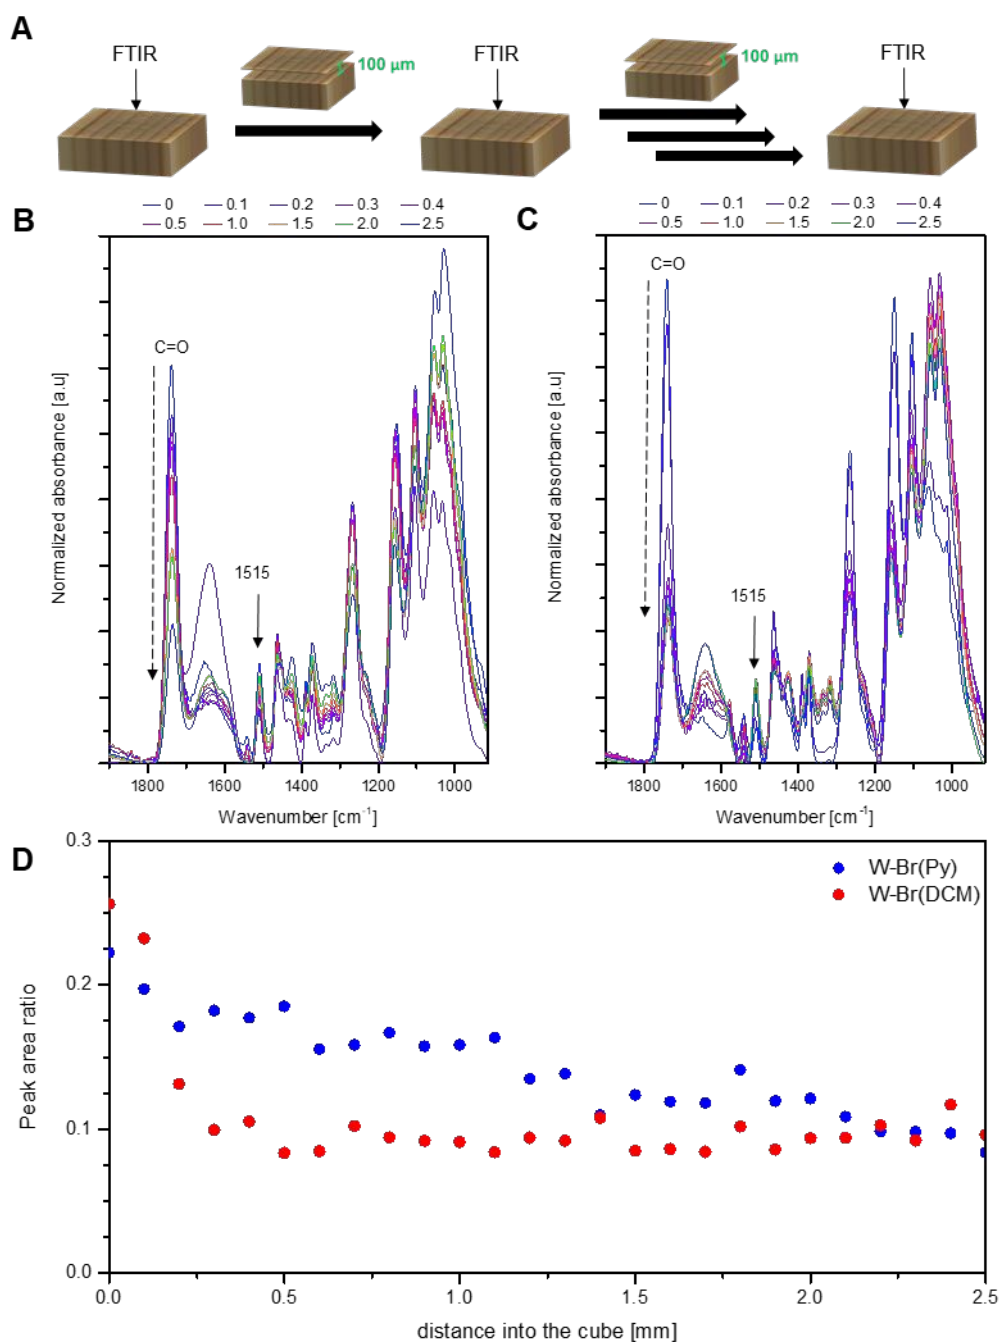 A
FTIR
100 µm
FTIR
100 µm
FTIR
B
0 0.1 0.2 0.3 0.4
0.5 1.0 1.5 2.0 2.5
C=O
1515
Normalized absorbance [a.u]
1800 1600 1400 1200 1000
Wavenumber [cm⁻¹]
C
0 0.1 0.2 0.3 0.4
0.5 1.0 1.5 2.0 2.5
C=O
1515
Normalized absorbance [a.u]
1800 1600 1400 1200 1000
Wavenumber [cm⁻¹]
D
W-Br(Py)
W-Br(DCM)
Peak area ratio
0.3
0.2
0.1
0.0
0.0 0.5 1.0 1.5 2.0 2.5
distance into the cube [mm]